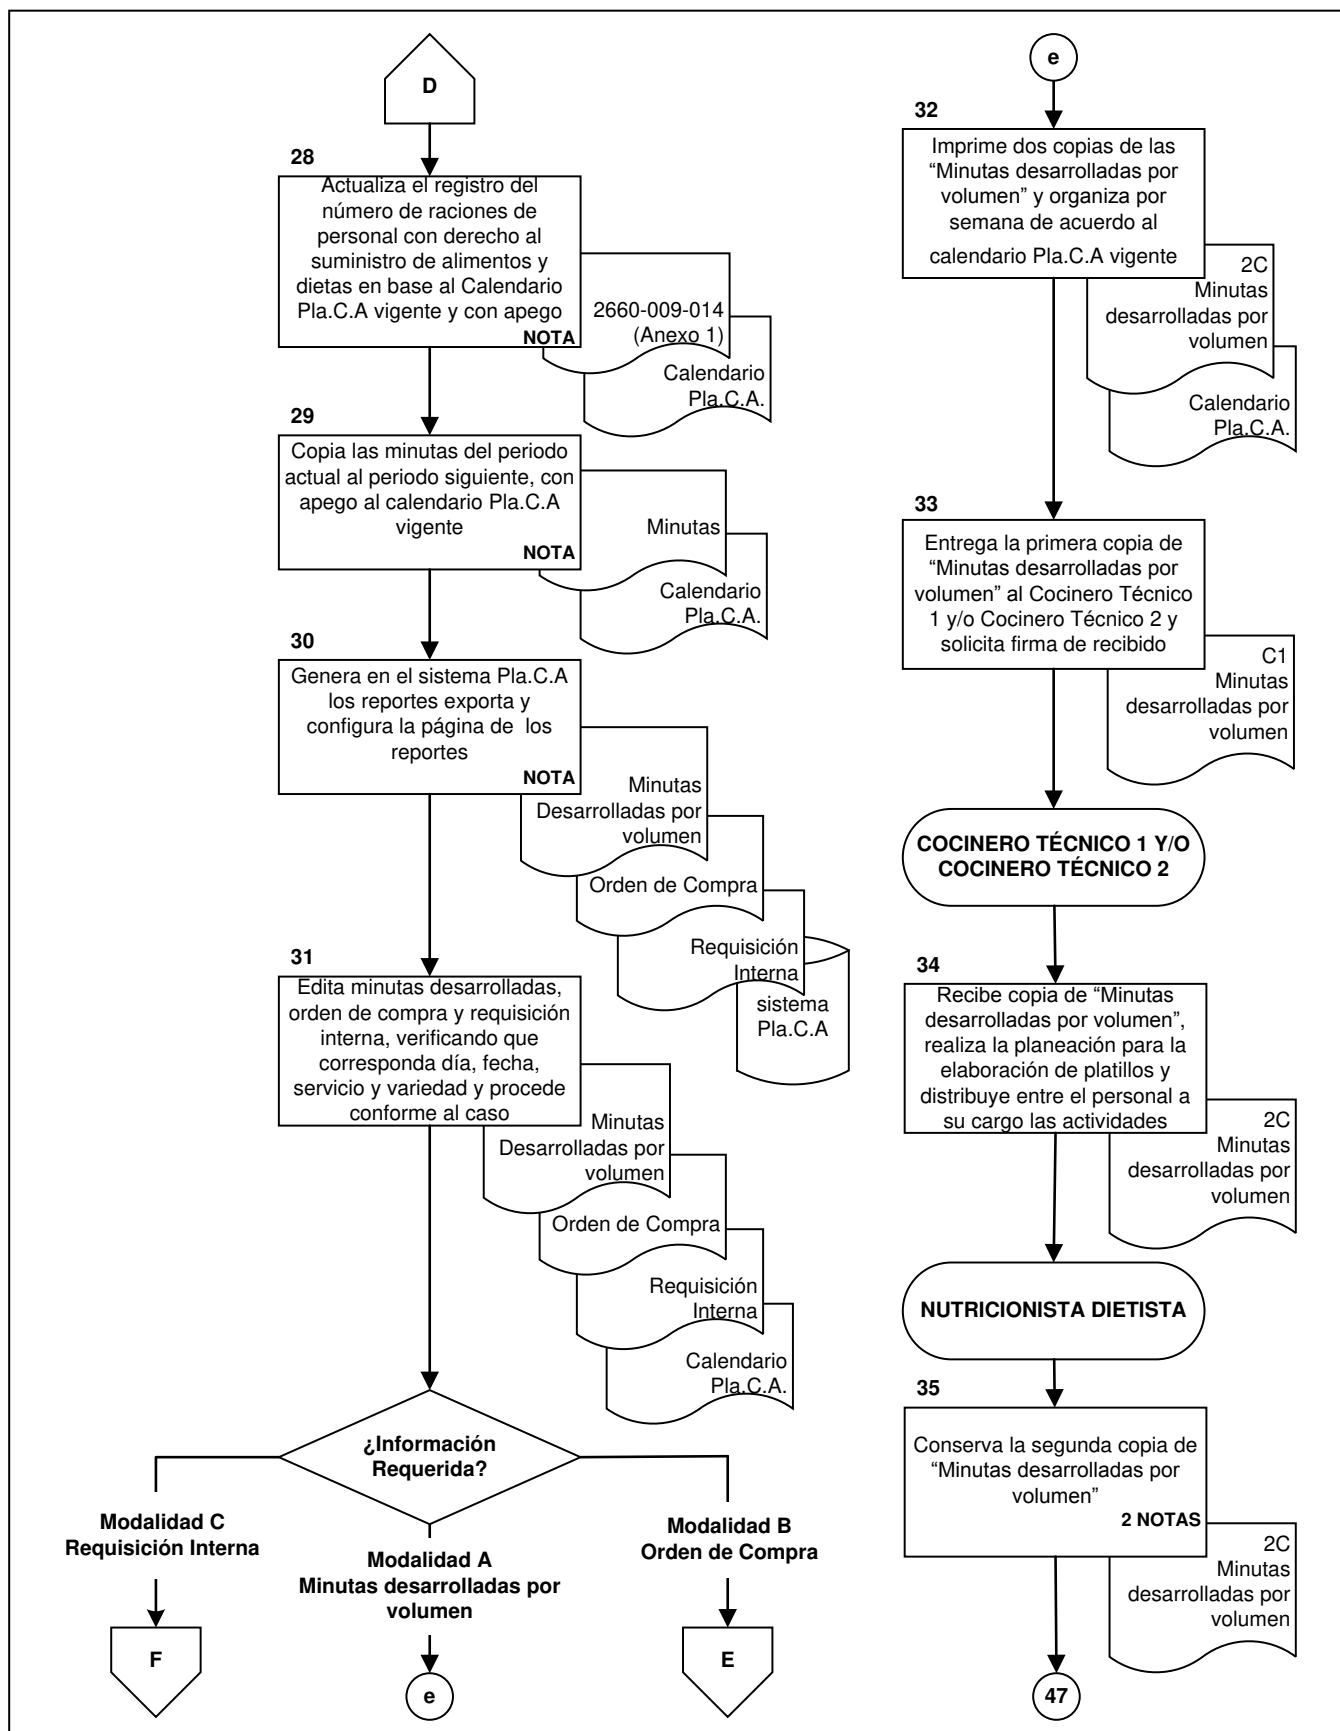 D
28
Actualiza el registro del
número de raciones de
personal con derecho al
suministro de alimentos y
dietas en base al Calendario
Pla.C.A vigente y con apego
NOTA
2660-009-014
(Anexo 1)
Calendario
Pla.C.A.
29
Copia las minutas del periodo
actual al periodo siguiente, con
apego al calendario Pla.C.A
vigente
NOTA
Minutas
Calendario
Pla.C.A.
30
Genera en el sistema Pla.C.A
los reportes exporta y
configura la página de los
reportes
NOTA
Minutas
Desarrolladas por
volumen
Orden de Compra
Requisición
Interna
sistema
Pla.C.A
31
Edita minutas desarrolladas,
orden de compra y requisición
interna, verificando que
corresponda día, fecha,
servicio y variedad y procede
conforme al caso
Minutas
Desarrolladas por
volumen
Orden de Compra
Requisición
Interna
Calendario
Pla.C.A.
¿Información
Requerida?
Modalidad C
Requisición Interna
Modalidad A
Minutas desarrolladas por
volumen
Modalidad B
Orden de Compra
F
e
E
e
32
Imprime dos copias de las
“Minutas desarrolladas por
volumen” y organiza por
semana de acuerdo al
calendario Pla.C.A vigente
2C
Minutas
desarrolladas por
volumen
Calendario
Pla.C.A.
33
Entrega la primera copia de
“Minutas desarrolladas por
volumen” al Cocinero Técnico
1 y/o Cocinero Técnico 2 y
solicita firma de recibido
C1
Minutas
desarrolladas por
volumen
COCINERO TÉCNICO 1 Y/O
COCINERO TÉCNICO 2
34
Recibe copia de “Minutas
desarrolladas por volumen”,
realiza la planeación para la
elaboración de platillos y
distribuye entre el personal a
su cargo las actividades
2C
Minutas
desarrolladas por
volumen
NUTRICIONISTA DIETISTA
35
Conserva la segunda copia de
“Minutas desarrolladas por
volumen”
2 NOTAS
2C
Minutas
desarrolladas por
volumen
47